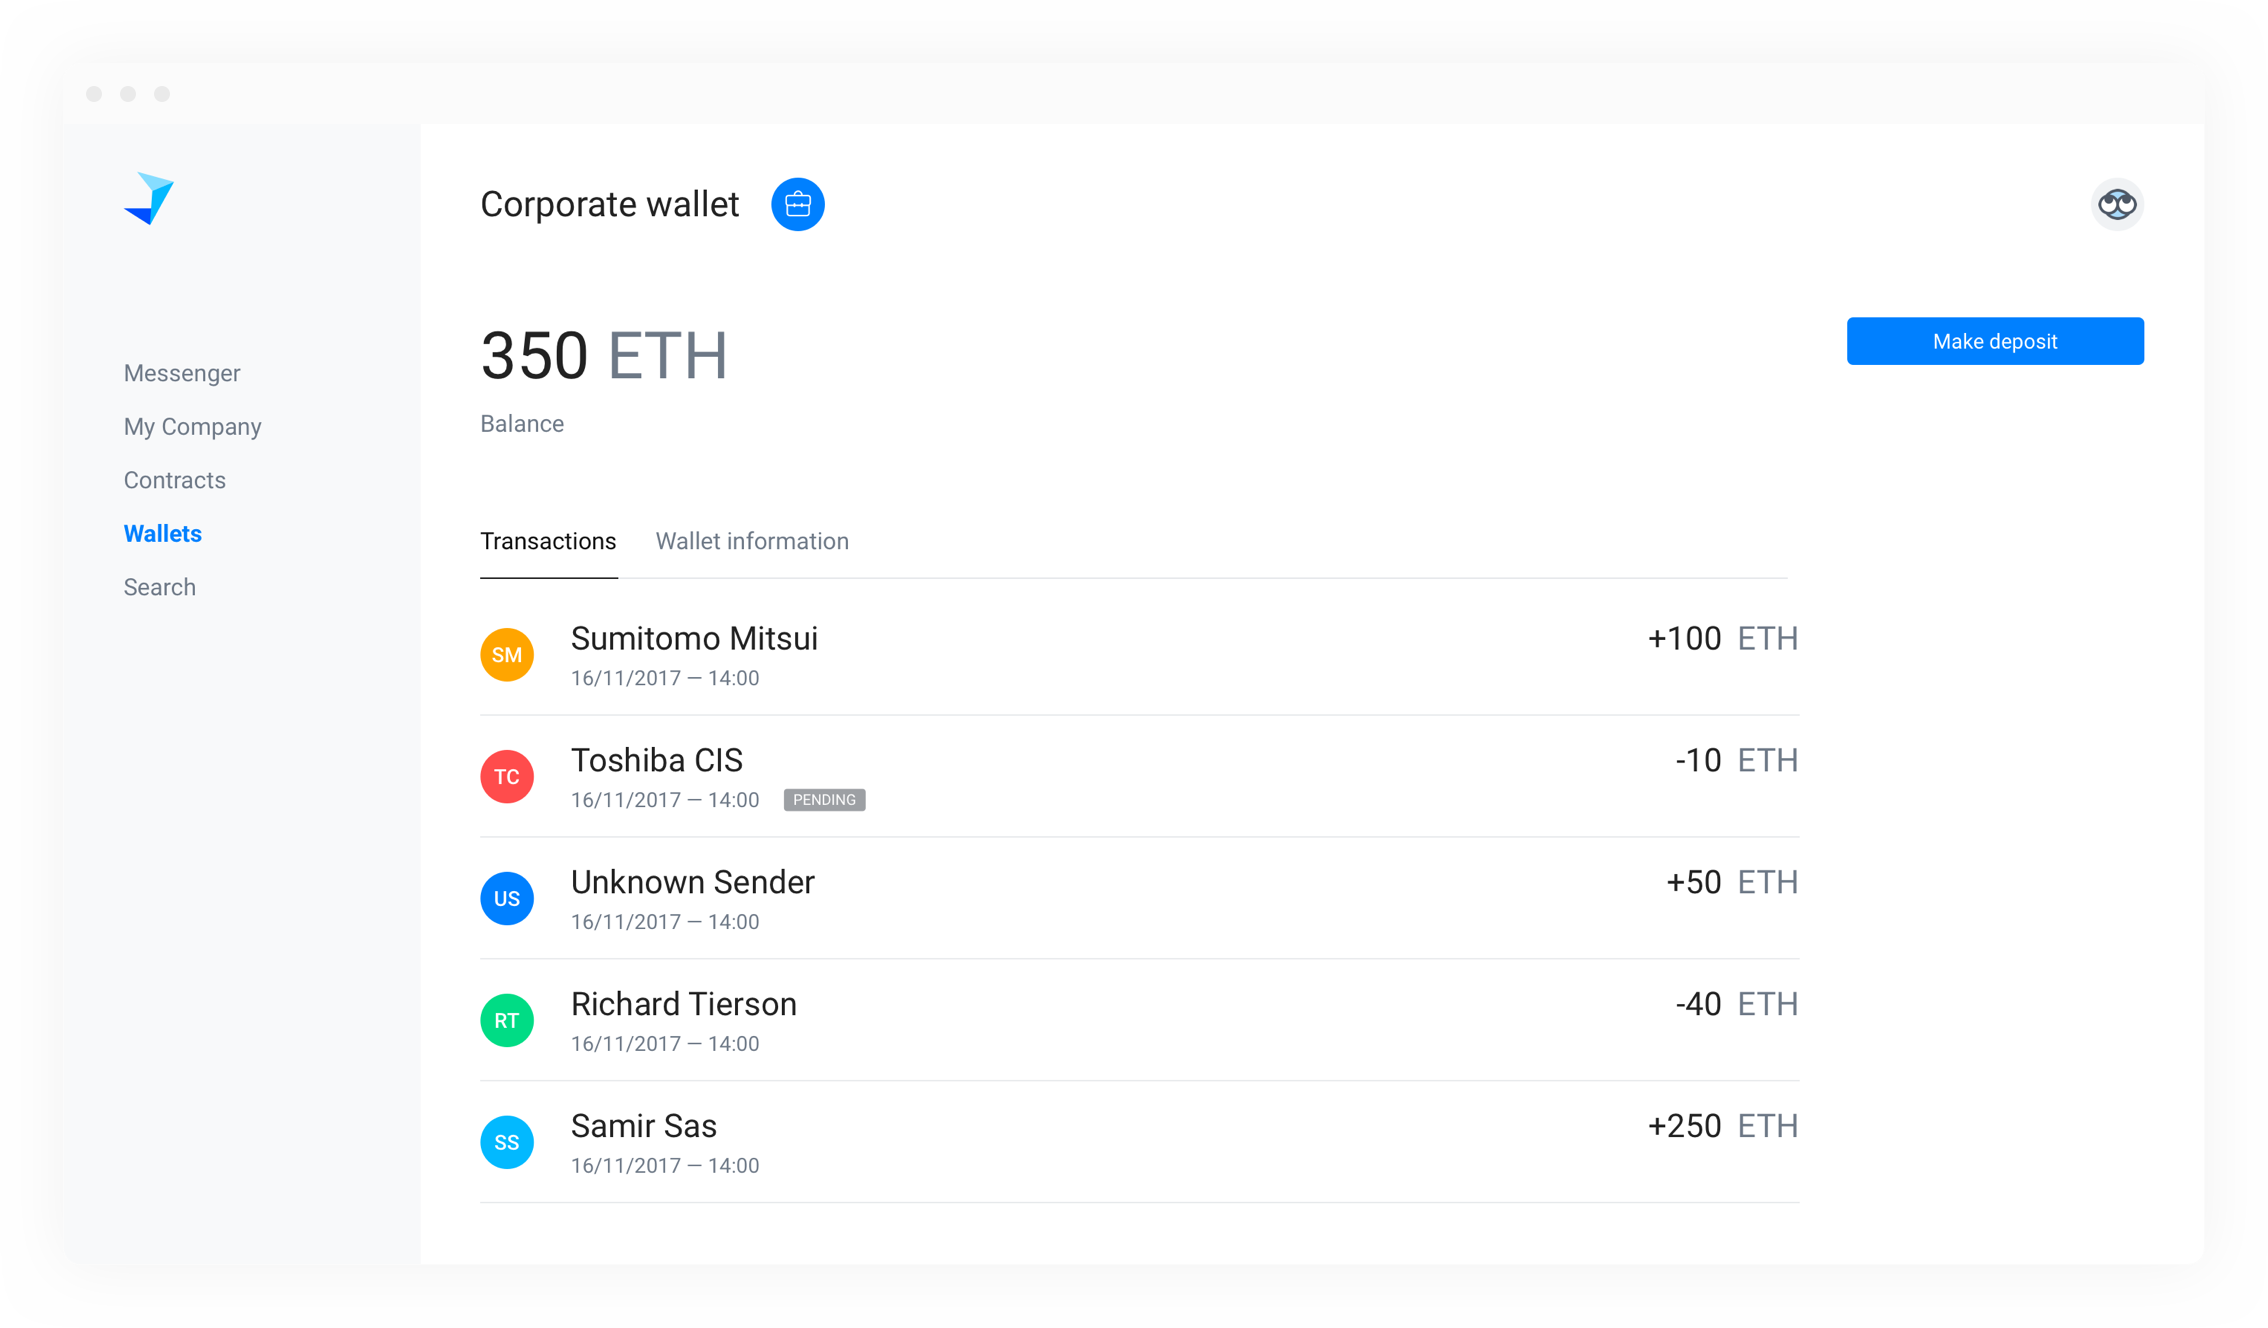 Corporate wallet
Messenger
My Company
Contracts
Wallets
Search
350 ETH
Balance
Make deposit
Transactions
Wallet information
SM
Sumitomo Mitsui
16/11/2017 — 14:00
+100 ETH
TC
Toshiba CIS
16/11/2017 — 14:00
PENDING
-10 ETH
US
Unknown Sender
16/11/2017 — 14:00
+50 ETH
RT
Richard Tierson
16/11/2017 — 14:00
-40 ETH
SS
Samir Sas
16/11/2017 — 14:00
+250 ETH